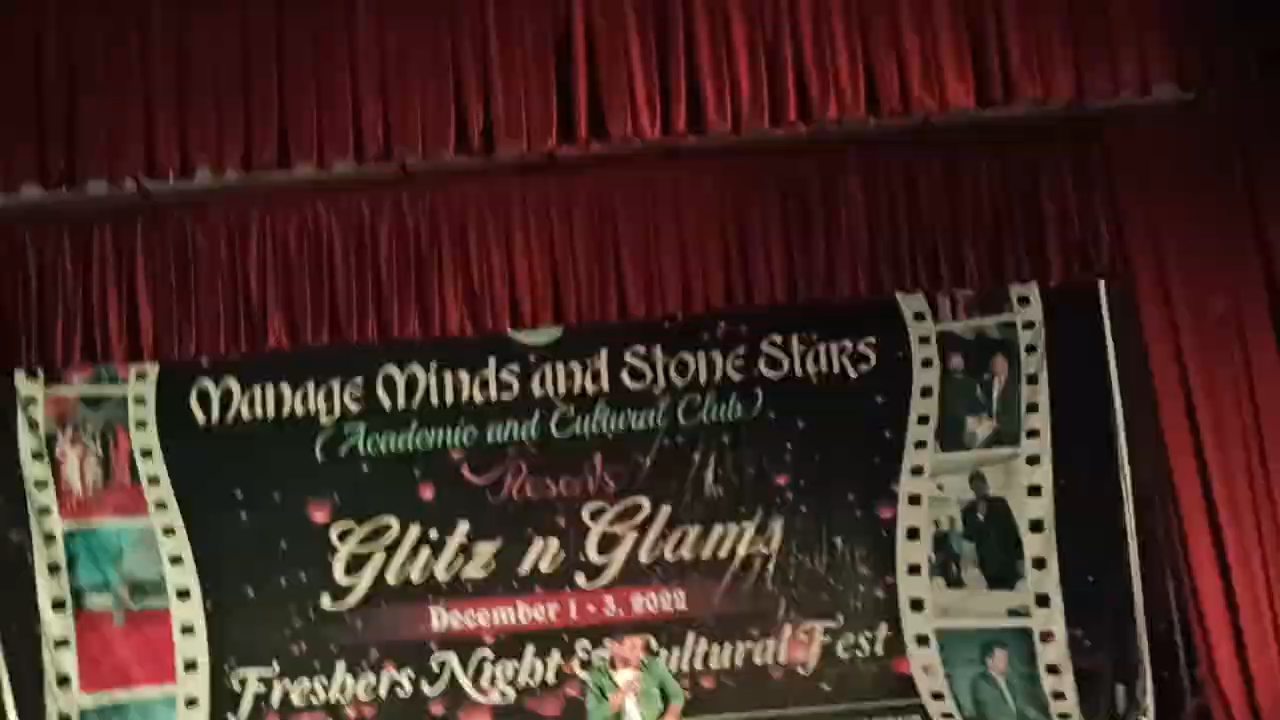 Manage Minds and Stone Stars
(Academic and Cultural Club)
Presents
Glitz n Glamy
December 1 - 3, 2022
Freshers Night & Cultural Fest